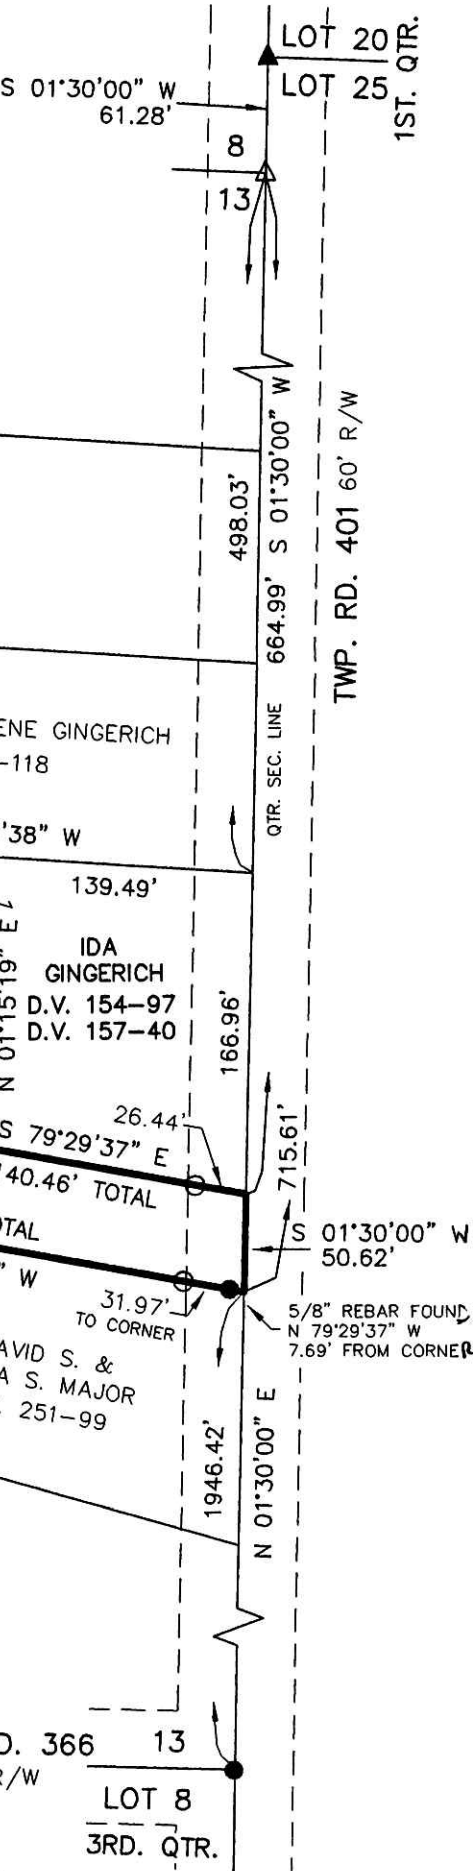 LOT 20
LOT 25
1ST. QTR.
S 01°30'00" W
61.28'
8
13
498.03'
664.99' S 01°30'00" W
TWP. RD. 401 60' R/W
QTR. SEC. LINE
ENE GINGERICH
-118
'38" W
139.49'
N 01°15'19" E
IDA
GINGERICH
D.V. 154-97
D.V. 157-40
166.96'
26.44'
S 79°29'37" E
'40.46' TOTAL
715.61'
S 01°30'00" W
50.62'
OTAL
" W
31.97'
TO CORNER
5/8" REBAR FOUND
N 79°29'37" W
7.69' FROM CORNER
AVID S. &
A S. MAJOR
251-99
1946.42'
N 01°30'00" E
D. 366
R/W
13
LOT 8
3RD. QTR.